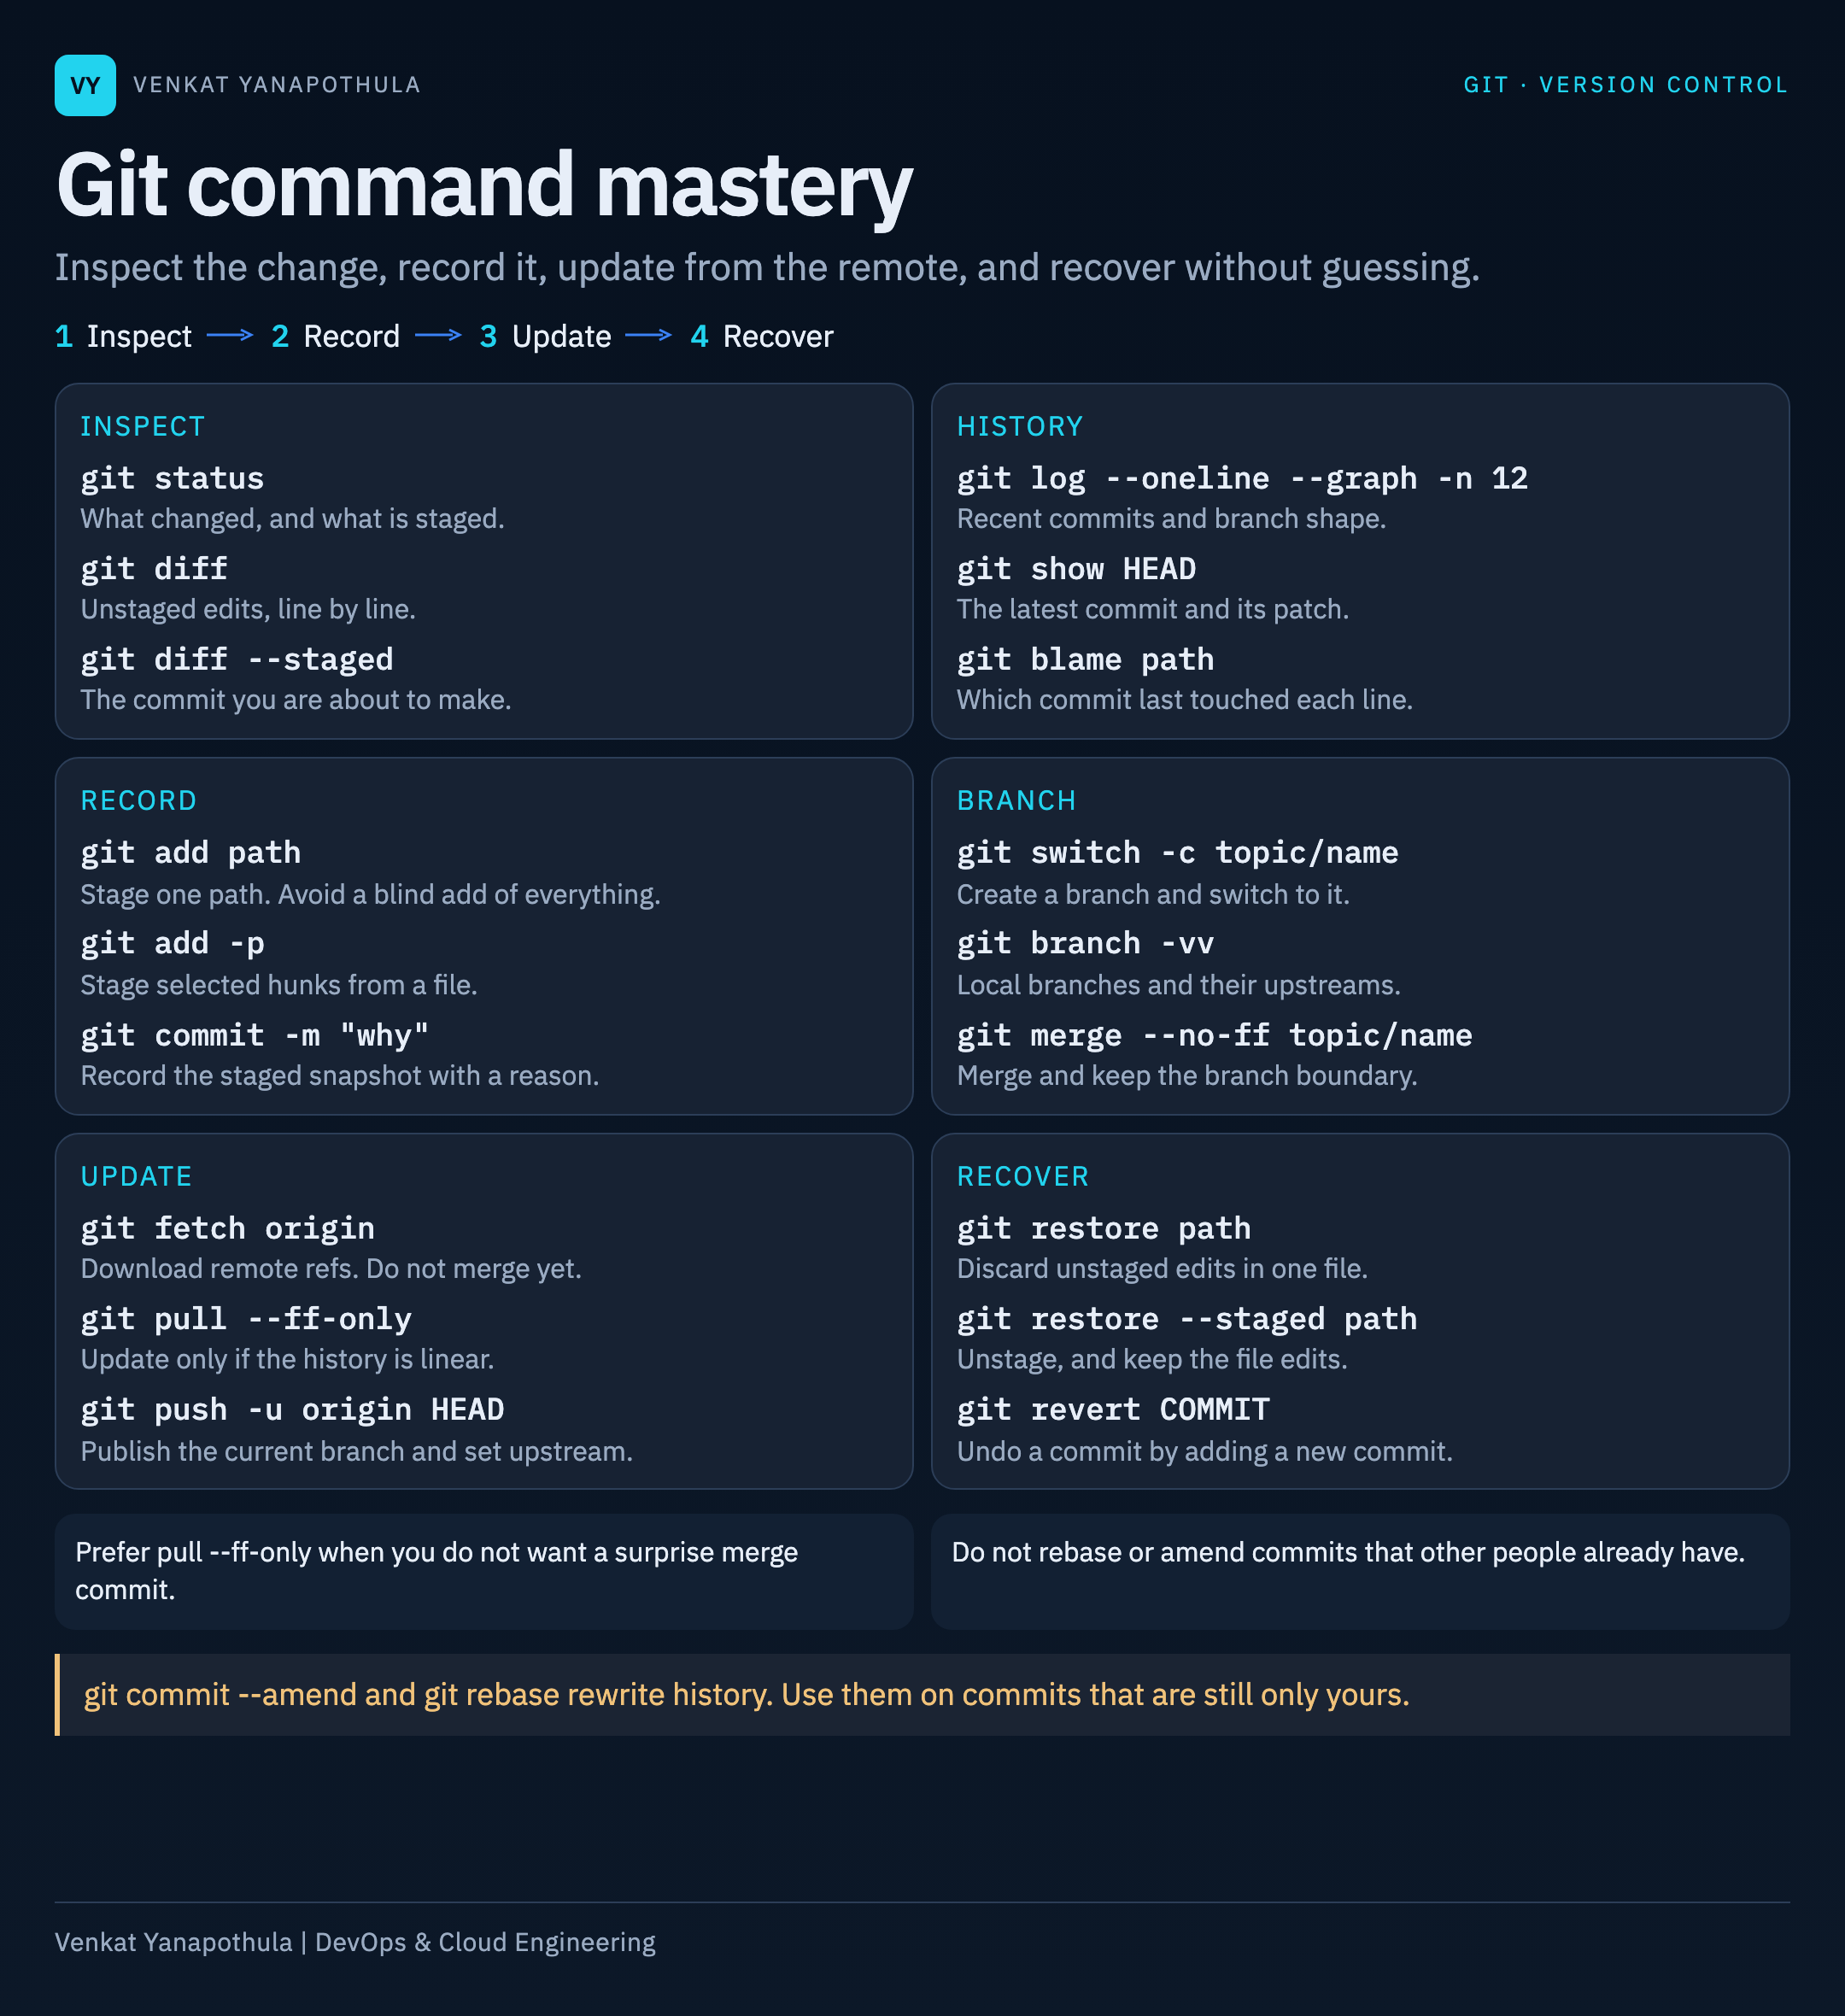 VY
VENKAT YANAPOTHULA
GIT · VERSION CONTROL
Git command mastery
Inspect the change, record it, update from the remote, and recover without guessing.
1 Inspect → 2 Record → 3 Update → 4 Recover
INSPECT
git status
What changed, and what is staged.
git diff
Unstaged edits, line by line.
git diff --staged
The commit you are about to make.
HISTORY
git log --oneline --graph -n 12
Recent commits and branch shape.
git show HEAD
The latest commit and its patch.
git blame path
Which commit last touched each line.
RECORD
git add path
Stage one path. Avoid a blind add of everything.
git add -p
Stage selected hunks from a file.
git commit -m "why"
Record the staged snapshot with a reason.
BRANCH
git switch -c topic/name
Create a branch and switch to it.
git branch -vv
Local branches and their upstreams.
git merge --no-ff topic/name
Merge and keep the branch boundary.
UPDATE
git fetch origin
Download remote refs. Do not merge yet.
git pull --ff-only
Update only if the history is linear.
git push -u origin HEAD
Publish the current branch and set upstream.
RECOVER
git restore path
Discard unstaged edits in one file.
git restore --staged path
Unstage, and keep the file edits.
git revert COMMIT
Undo a commit by adding a new commit.
Prefer pull --ff-only when you do not want a surprise merge
commit.
Do not rebase or amend commits that other people already have.
git commit --amend and git rebase rewrite history. Use them on commits that are still only yours.
Venkat Yanapothula | DevOps & Cloud Engineering